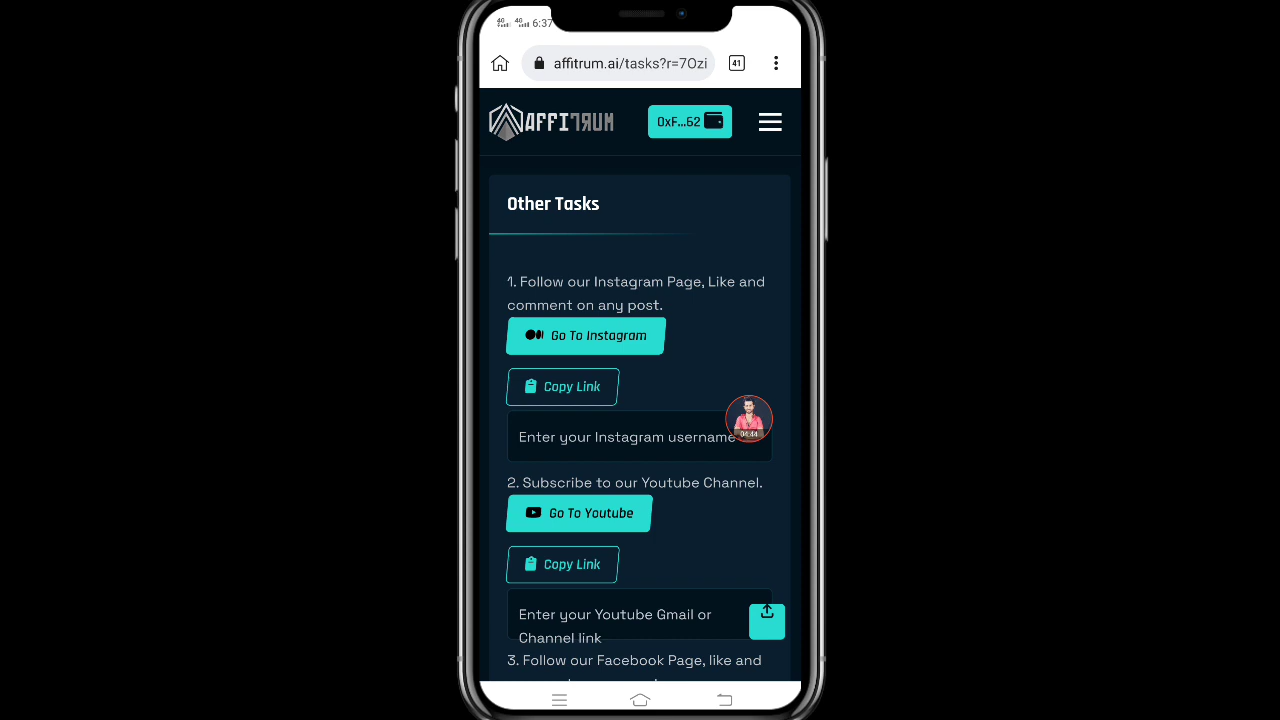 4G 4G 6:37
affitrum.ai/tasks?r=7Ozi 41
AFFITRUM 0xF...52
Other Tasks
1. Follow our Instagram Page, Like and
comment on any post.
Go To Instagram
Copy Link
Enter your Instagram username
04:44
2. Subscribe to our Youtube Channel.
Go To Youtube
Copy Link
Enter your Youtube Gmail or
Channel link
3. Follow our Facebook Page, like and